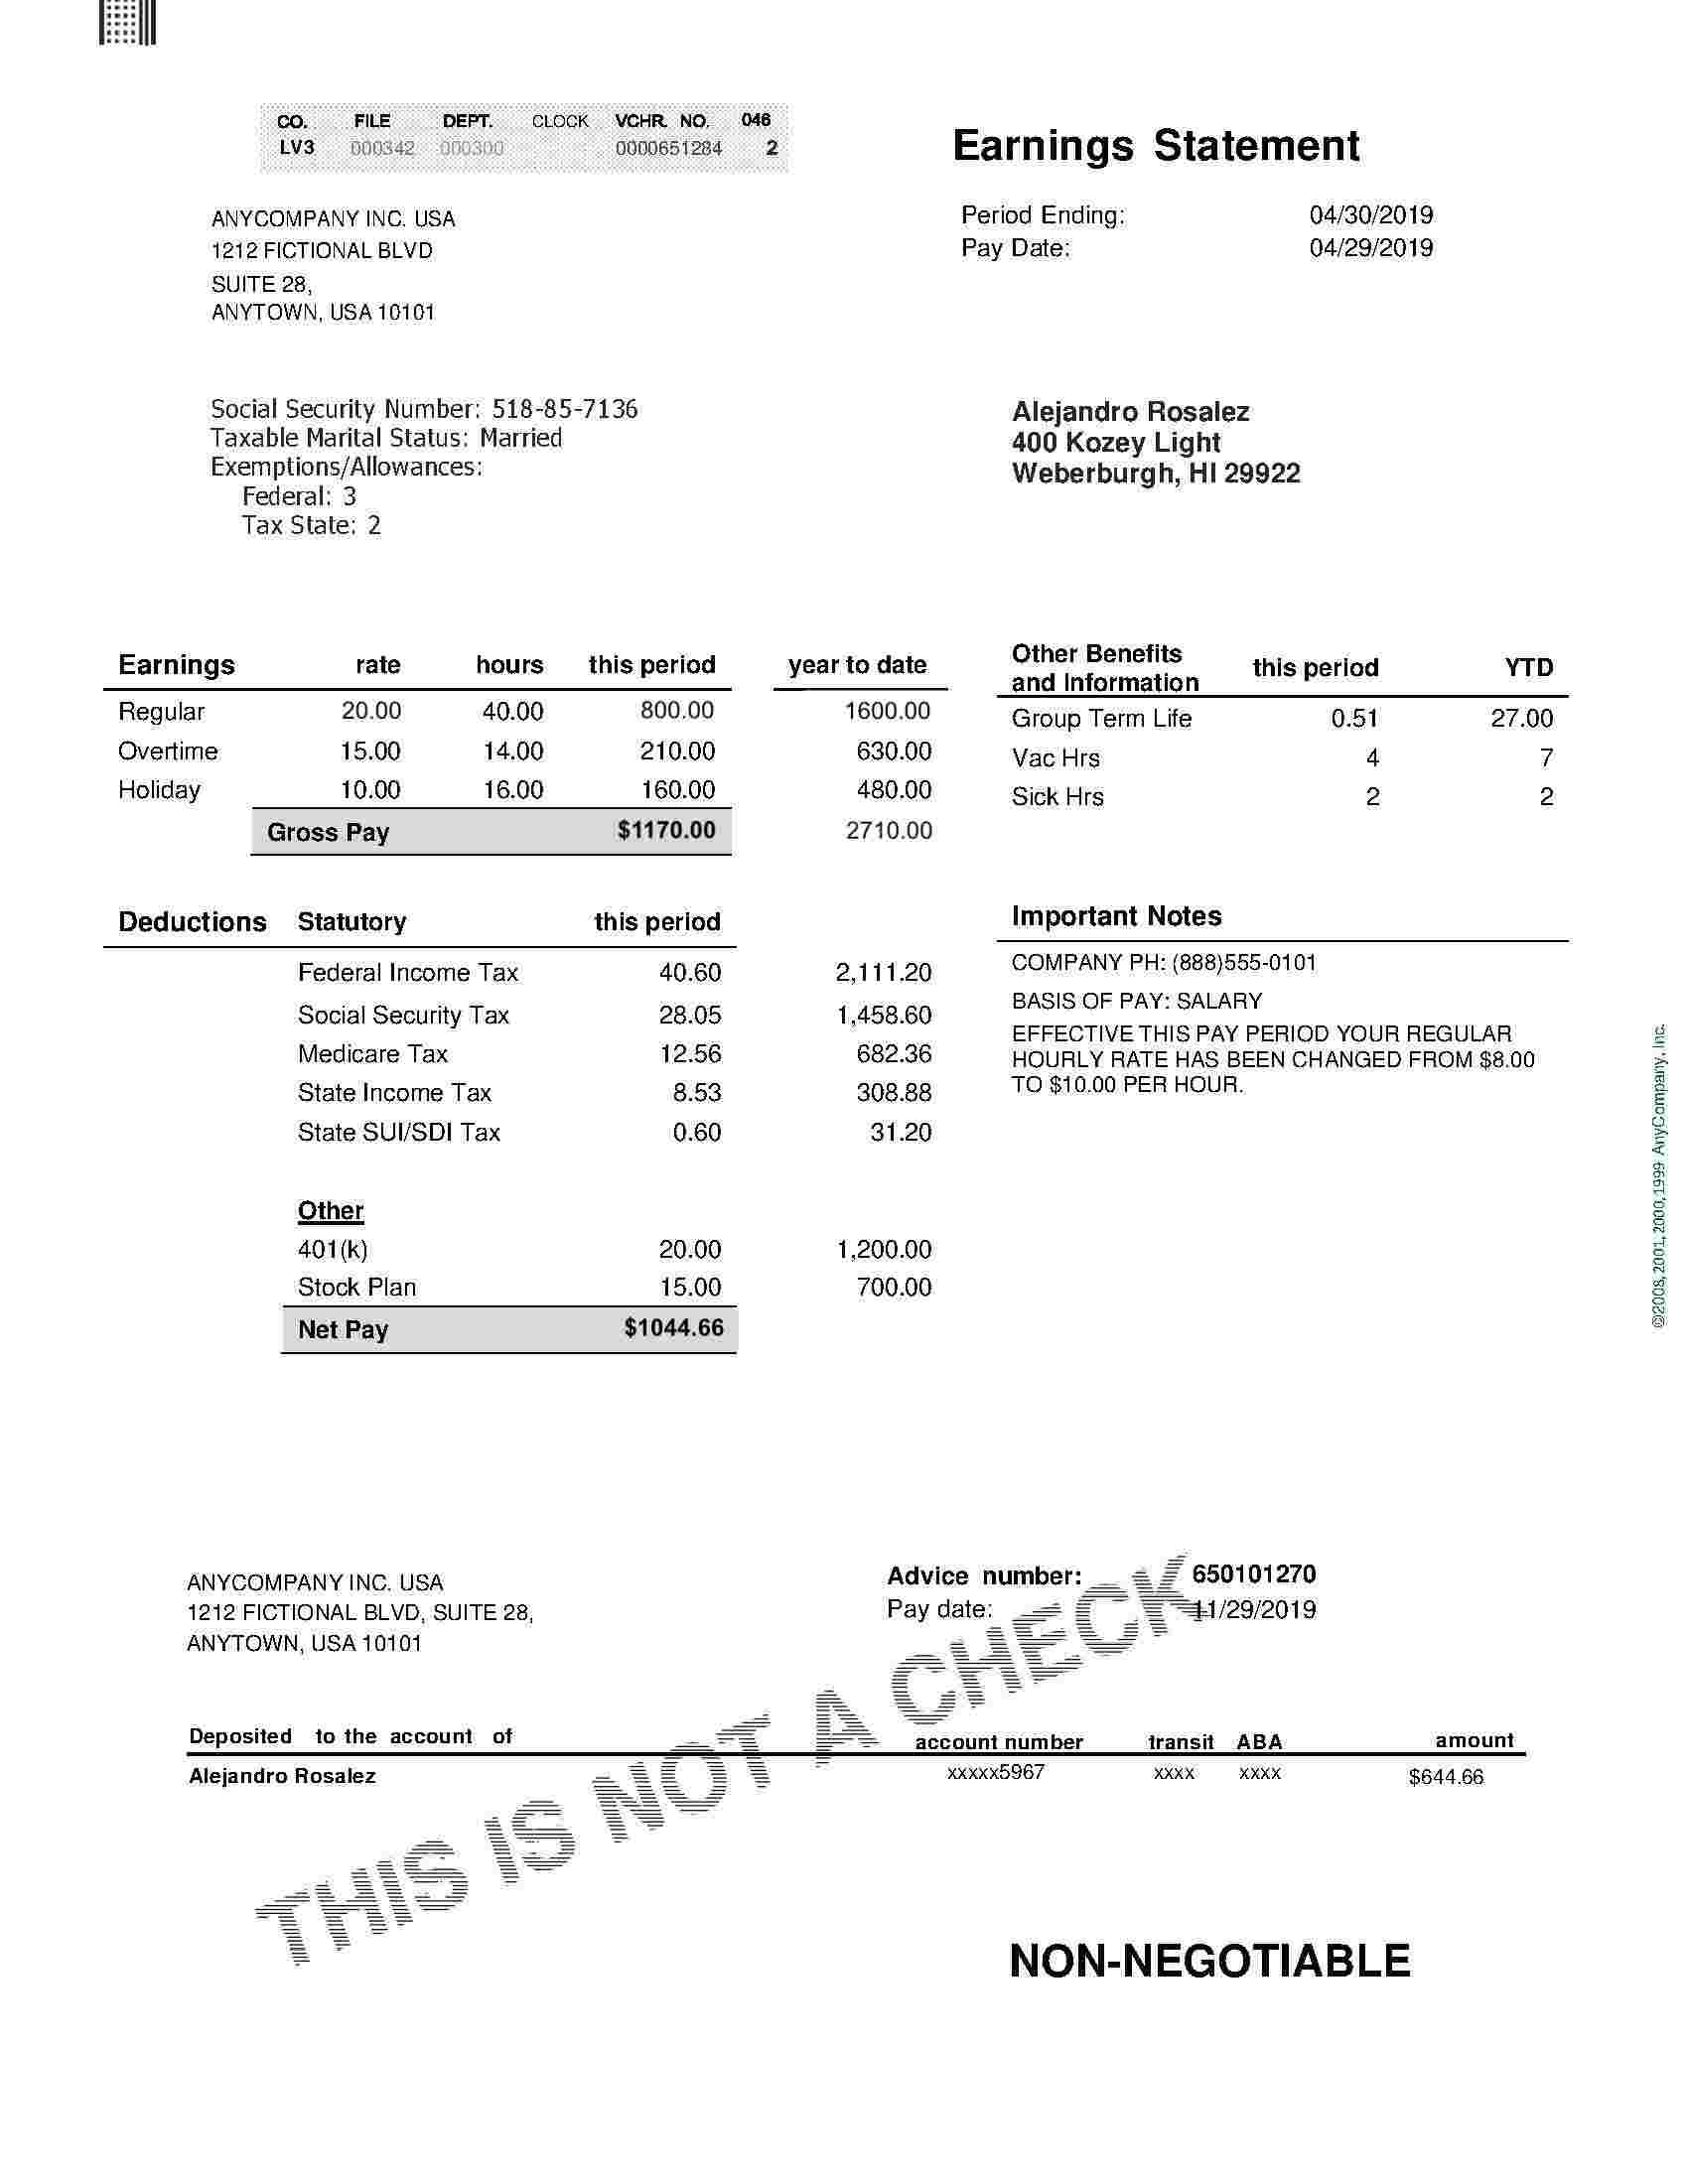 CO. FILE DEPT. CLOCK VCHR. NO. 046
LV3 000342 000300 0000651284 2
Earnings Statement
ANYCOMPANY INC. USA
1212 FICTIONAL BLVD
SUITE 28,
ANYTOWN, USA 10101
Period Ending: 04/30/2019
Pay Date: 04/29/2019
Social Security Number: 518-85-7136
Taxable Marital Status: Married
Exemptions/Allowances:
Federal: 3
Tax State: 2
Alejandro Rosalez
400 Kozey Light
Weberburgh, HI 29922
Earnings rate hours this period year to date
Regular 20.00 40.00 800.00 1600.00
Overtime 15.00 14.00 210.00 630.00
Holiday 10.00 16.00 160.00 480.00
Gross Pay $1170.00 2710.00
Other Benefits
and Information this period YTD
Group Term Life 0.51 27.00
Vac Hrs 4 7
Sick Hrs 2 2
Deductions Statutory this period
Federal Income Tax 40.60 2,111.20
Social Security Tax 28.05 1,458.60
Medicare Tax 12.56 682.36
State Income Tax 8.53 308.88
State SUI/SDI Tax 0.60 31.20
Other
401(k) 20.00 1,200.00
Stock Plan 15.00 700.00
Net Pay $1044.66
Important Notes
COMPANY PH: (888)555-0101
BASIS OF PAY: SALARY
EFFECTIVE THIS PAY PERIOD YOUR REGULAR
HOURLY RATE HAS BEEN CHANGED FROM $8.00
TO $10.00 PER HOUR.
©2008, 2001, 2000, 1999 AnyCompany, Inc.
ANYCOMPANY INC. USA
1212 FICTIONAL BLVD, SUITE 28,
ANYTOWN, USA 10101
Advice number: 650101270
Pay date: 11/29/2019
Deposited to the account of account number transit ABA amount
Alejandro Rosalez xxxxx5967 xxxx xxxx $644.66
THIS IS NOT A CHECK
NON-NEGOTIABLE